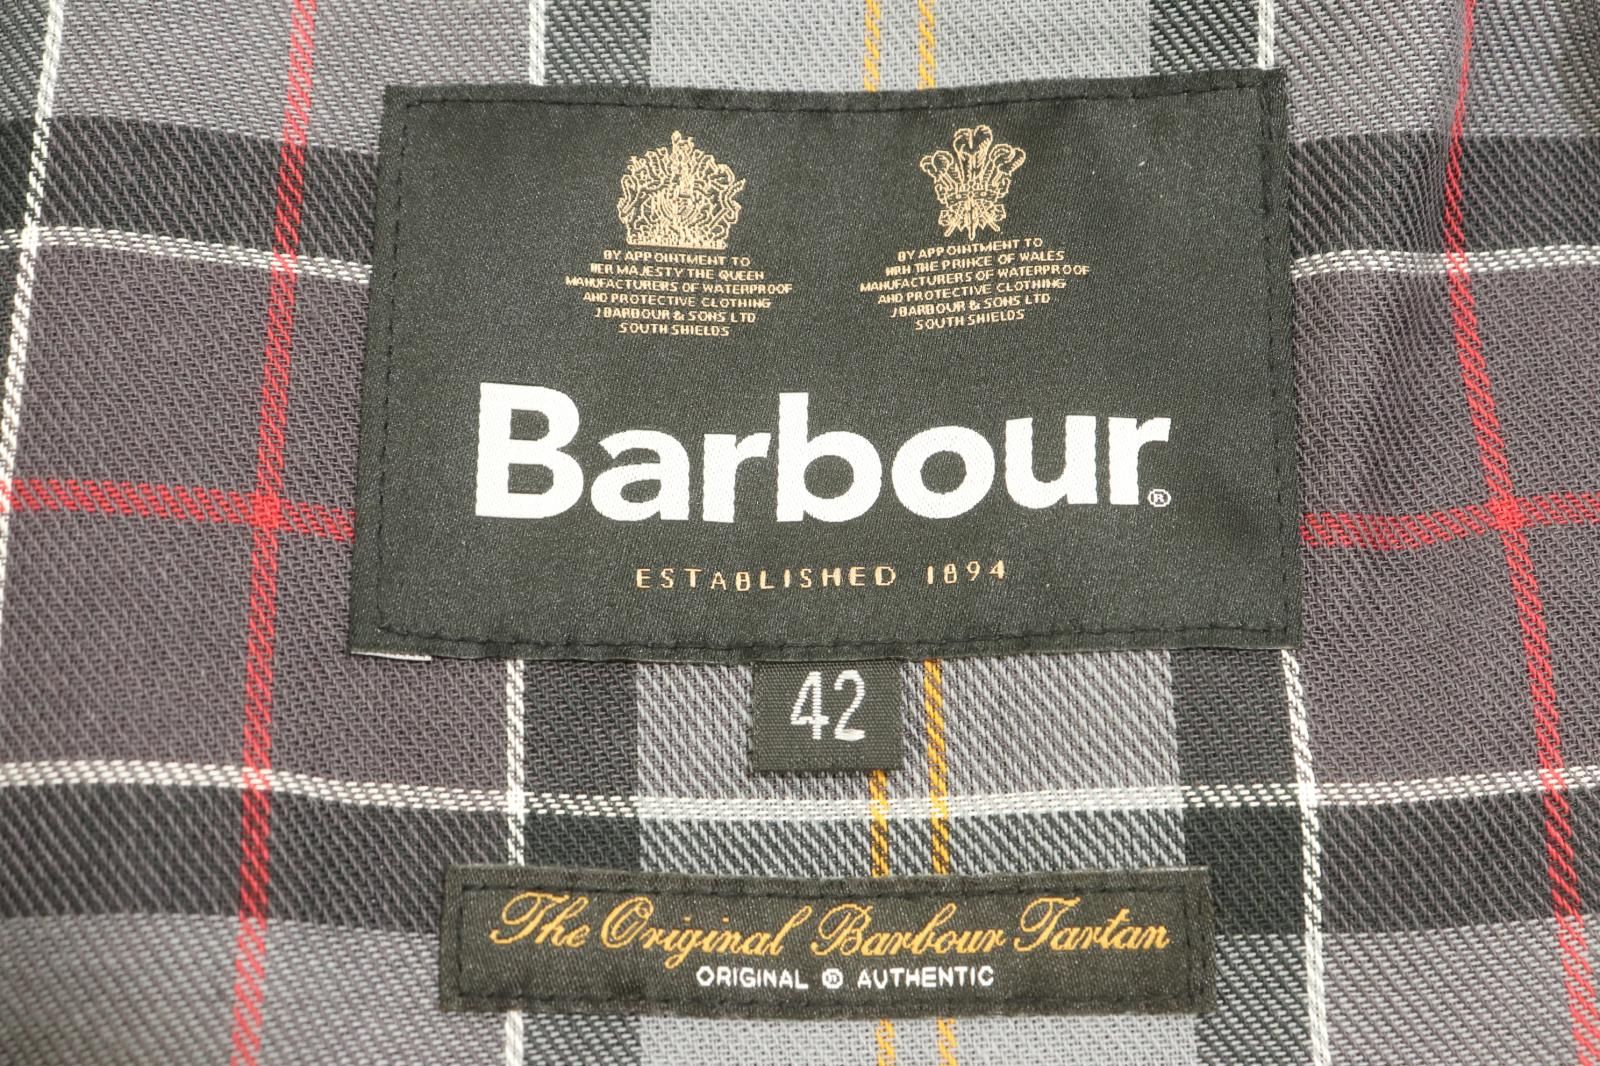 BY APPOINTMENT TO
HER MAJESTY THE QUEEN
MANUFACTURERS OF WATERPROOF
AND PROTECTIVE CLOTHING
J BARBOUR & SONS LTD
SOUTH SHIELDS
BY APPOINTMENT TO
HRH THE PRINCE OF WALES
MANUFACTURERS OF WATERPROOF
AND PROTECTIVE CLOTHING
J BARBOUR & SONS LTD
SOUTH SHIELDS
Barbour®
ESTABLISHED 1894
42
The Original Barbour Tartan
ORIGINAL ® AUTHENTIC